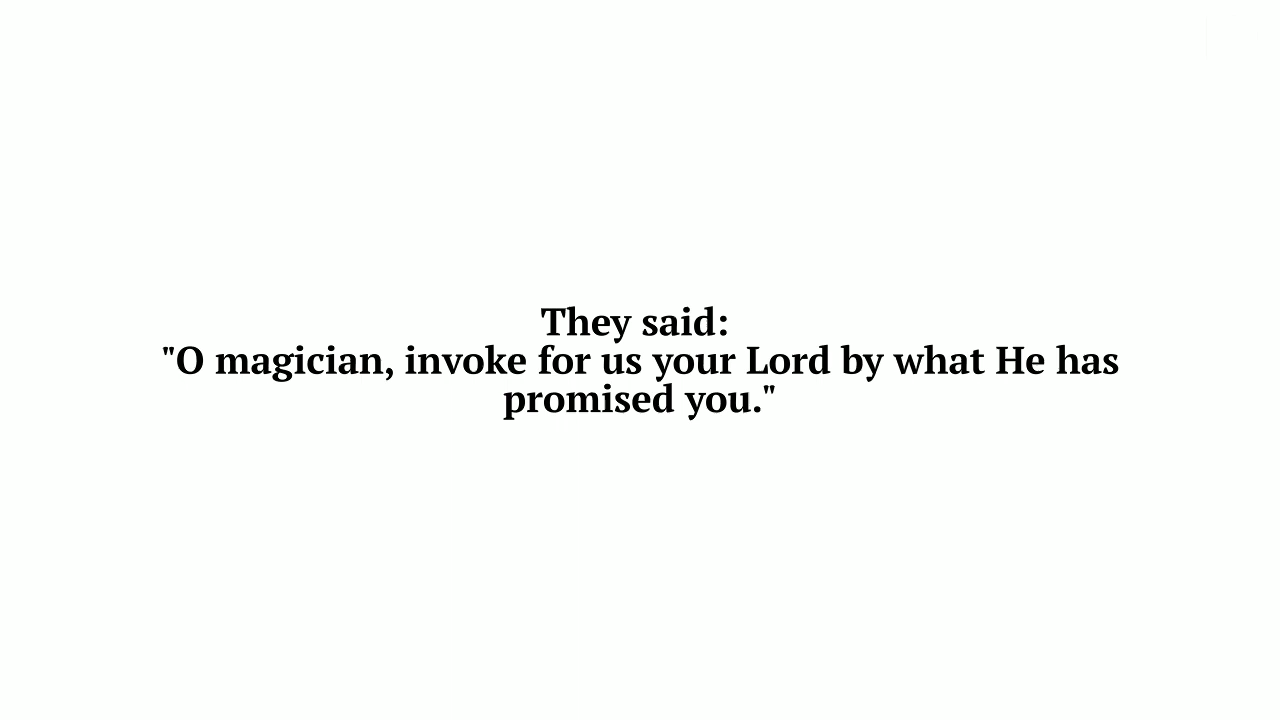 They said:
"O magician, invoke for us your Lord by what He has
promised you."